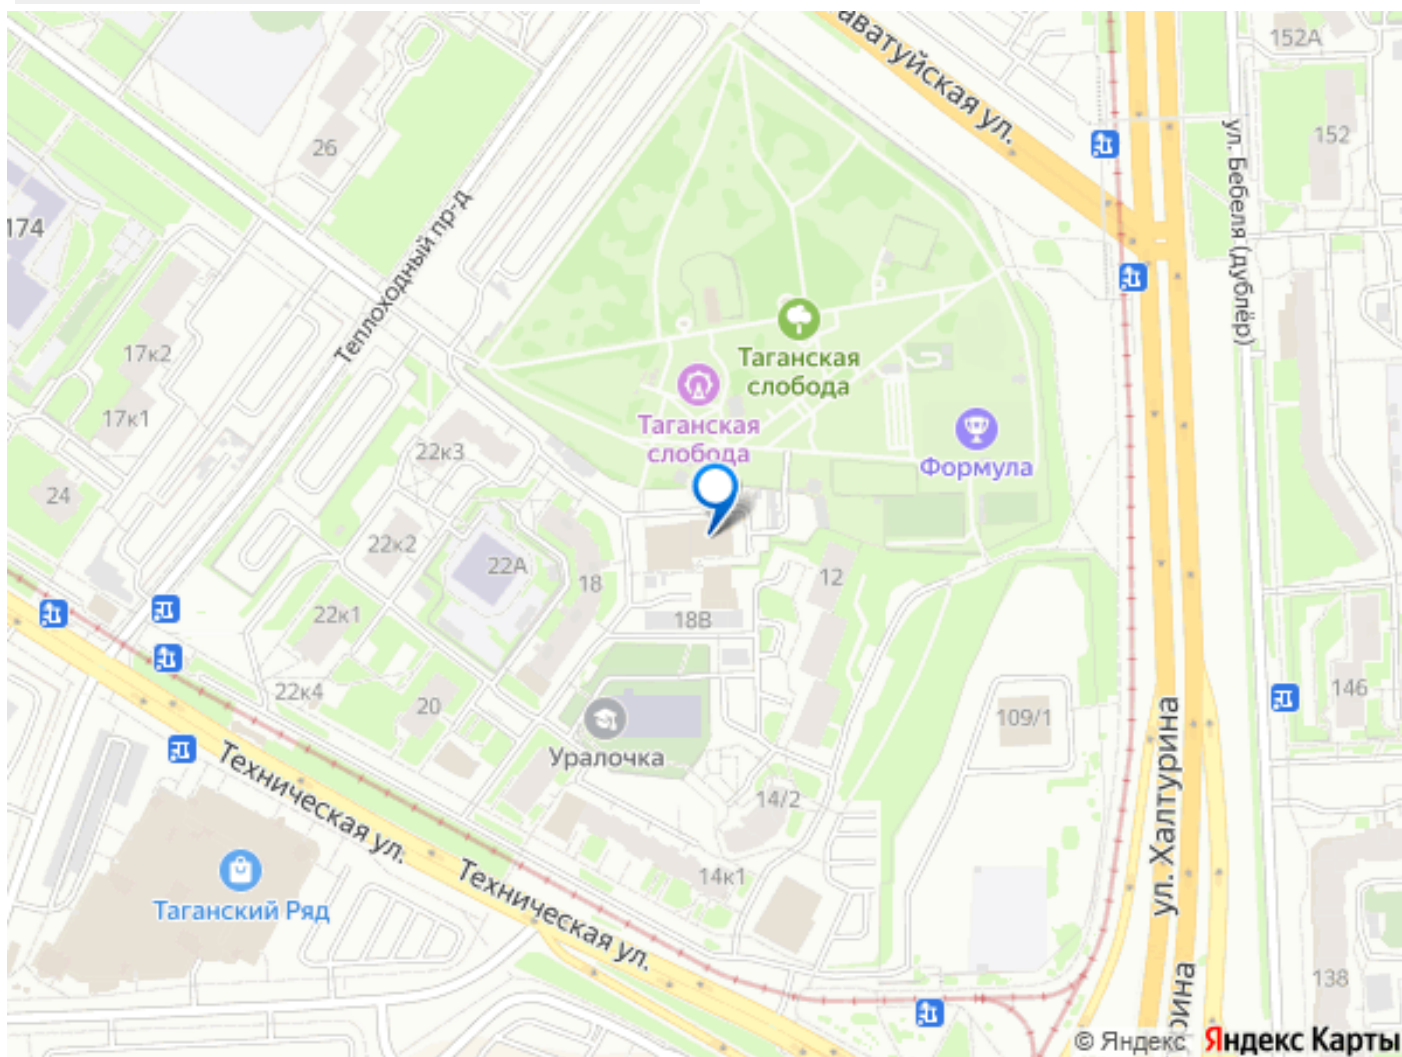 152А
аватуйская ул.
152
ул. Бебеля (дублёр)
26
Теплоходный пр-д
174
Таганская
слобода
17к2
Таганская
слобода
17к1
Формула
22к3
24
22к2
22А
18
12
22к1
18В
22к4
20
146
109/1
Уралочка
ул. Халтурина
Техническая ул.
14/2
Техническая ул.
14к1
Таганский Ряд
138
рина
© Яндекс Яндекс Карты